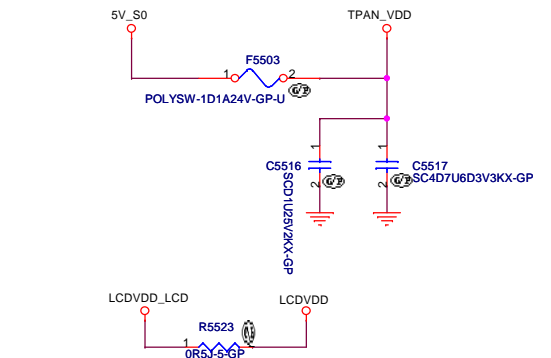 5V_S0
TPAN_VDD
F5503
1
2
G/P
POLYSW-1D1A24V-GP-U
1
1
C5516
C5517
2
G/P
2
G/P
SC4D7U6D3V3KX-GP
SCD1U25V2KX-GP
LCDVDD_LCD
LCDVDD
R5523
1
2
0R5J-5-GP